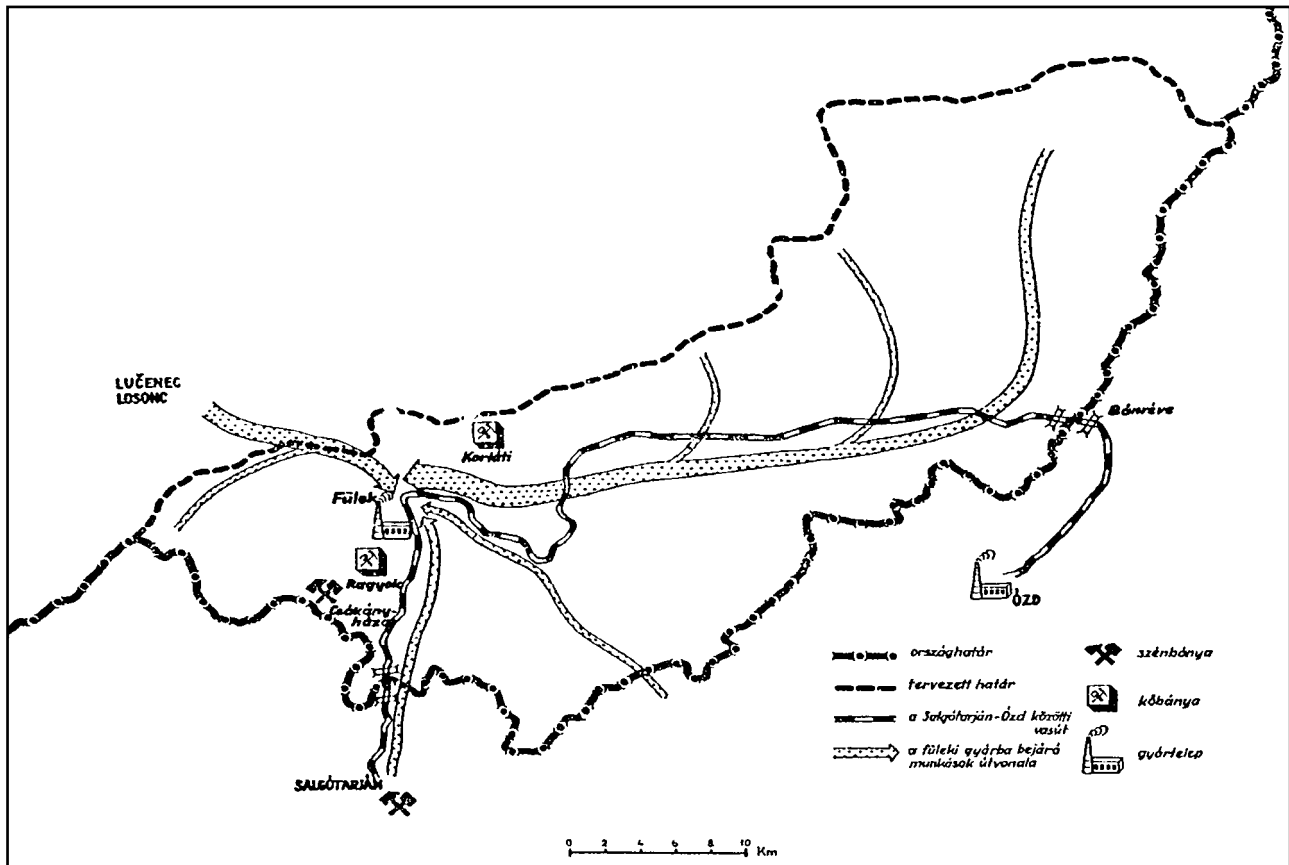 LUČENEC
LOSONC
Korláti
Bánréve
Fülek
Ragyolc
Csákány-
háza
ÓZD
SALGÓTARJÁN
országhatár
tervezett határ
a Salgótarján-Ózd közötti
vasút
a füleki gyárba bejáró
munkások útvonala
szénbánya
kőbánya
gyártelep
0 2 4 6 8 10 Km